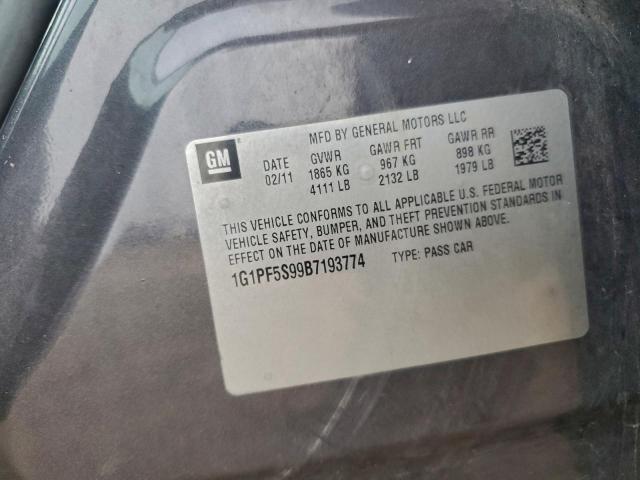 MFD BY GENERAL MOTORS LLC
GM
DATE GVWR GAWR FRT GAWR RR
02/11 1865 KG 967 KG 898 KG
4111 LB 2132 LB 1979 LB
THIS VEHICLE CONFORMS TO ALL APPLICABLE U.S. FEDERAL MOTOR
VEHICLE SAFETY, BUMPER, AND THEFT PREVENTION STANDARDS IN
EFFECT ON THE DATE OF MANUFACTURE SHOWN ABOVE.
1G1PF5S99B7193774 TYPE: PASS CAR